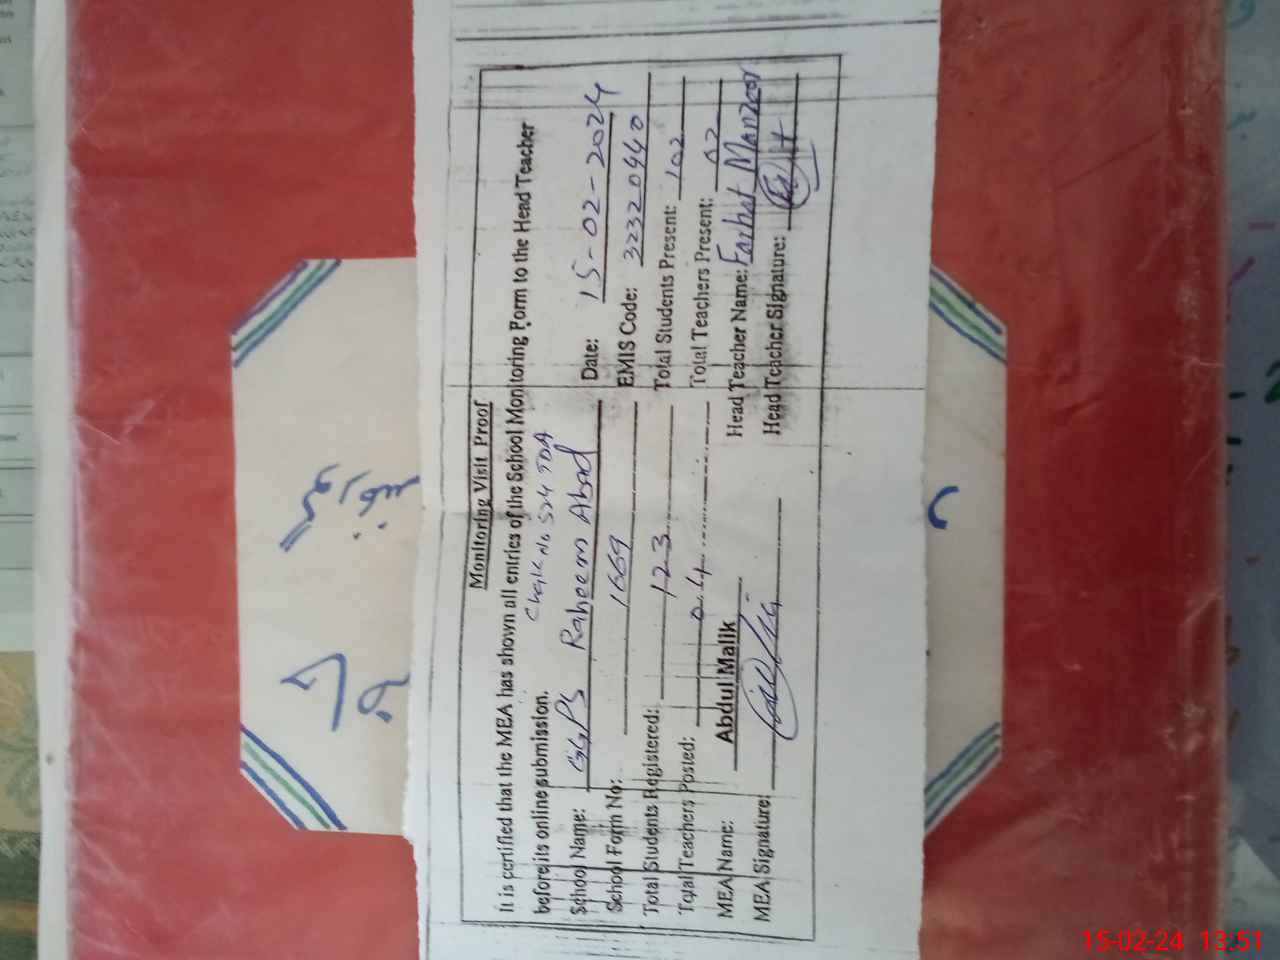 Monitoring Visit Proof
It is certified that the MEA has shown all entries of the School Monitoring Form to the Head Teacher
before its online submission.
Chak No 524 TDA
School Name: GGPS Raheem Abad Date: 15-02-2024
School Form No: 1669 EMIS Code: 32320440
Total Students Registered: 123 Total Students Present: 102
Total Teachers Posted: 04 Total Teachers Present: 02
MEA Name: Abdul Malik Head Teacher Name: Farhat Manzoor
MEA Signature: Head Teacher Signature:
15-02-24 13:51